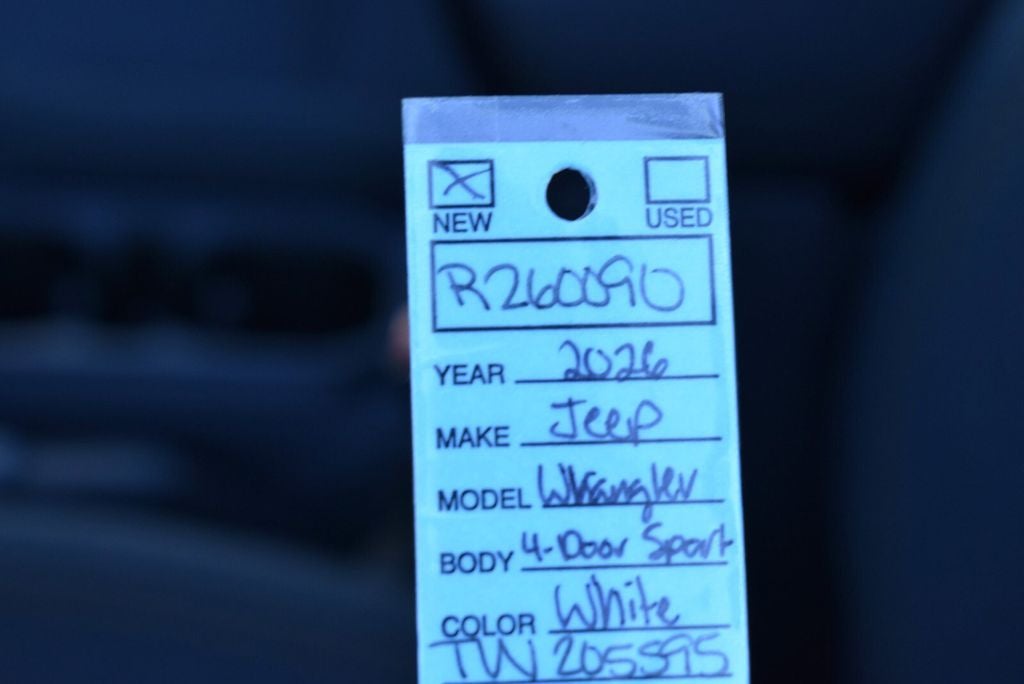 NEW USED
R260090
YEAR 2026
MAKE Jeep
MODEL Wrangler
BODY 4-Door Sport
COLOR White
TW 205595